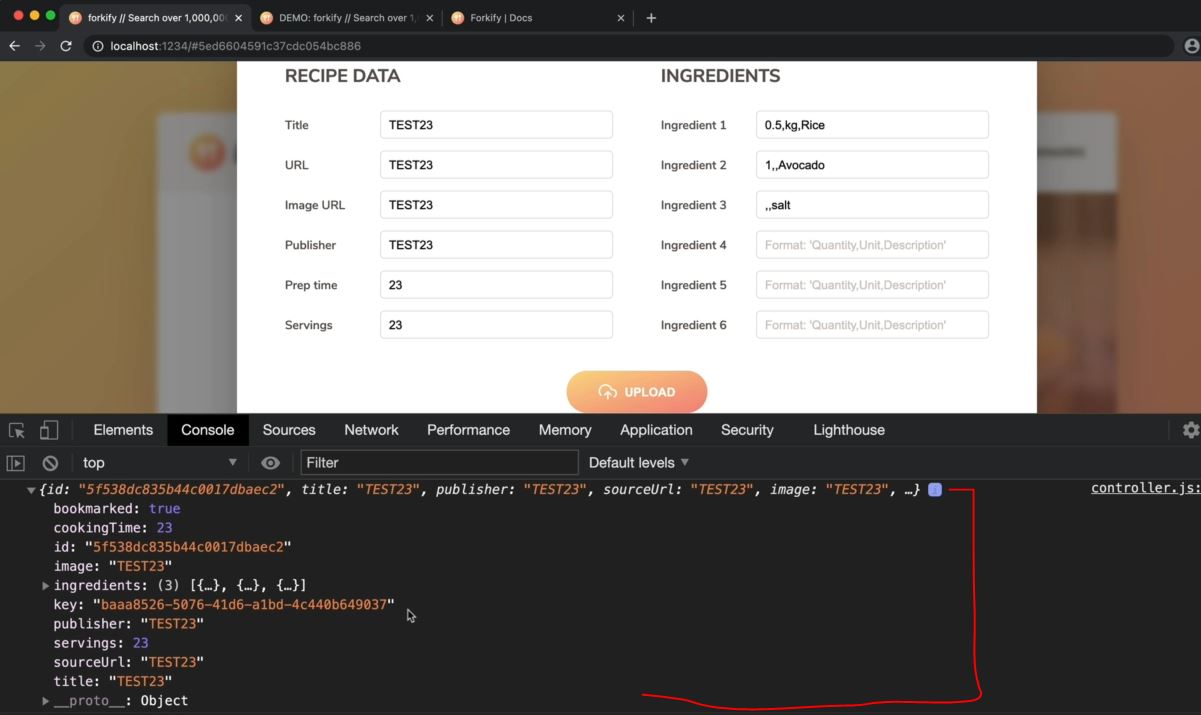 forkify // Search over 1,000,00
DEMO: forkify // Search over 1,
Forkify | Docs
localhost:1234/#5ed6604591c37cdc054bc886
RECIPE DATA
Title TEST23
URL TEST23
Image URL TEST23
Publisher TEST23
Prep time 23
Servings 23
INGREDIENTS
Ingredient 1 0.5,kg,Rice
Ingredient 2 1,,Avocado
Ingredient 3 ,,salt
Ingredient 4 Format: 'Quantity,Unit,Description'
Ingredient 5 Format: 'Quantity,Unit,Description'
Ingredient 6 Format: 'Quantity,Unit,Description'
UPLOAD
Elements Console Sources Network Performance Memory Application Security Lighthouse
top Filter Default levels
{id: "5f538dc835b44c0017dbaec2", title: "TEST23", publisher: "TEST23", sourceUrl: "TEST23", image: "TEST23", …} i controller.js:
bookmarked: true
cookingTime: 23
id: "5f538dc835b44c0017dbaec2"
image: "TEST23"
ingredients: (3) [{…}, {…}, {…}]
key: "baaa8526-5076-41d6-a1bd-4c440b649037"
publisher: "TEST23"
servings: 23
sourceUrl: "TEST23"
title: "TEST23"
__proto__: Object